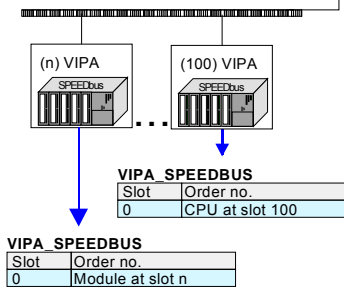 (n) VIPA
(100) VIPA
SPEEDbus
SPEEDbus
...
VIPA_SPEEDBUS
Slot Order no.
0 CPU at slot 100
VIPA_SPEEDBUS
Slot Order no.
0 Module at slot n